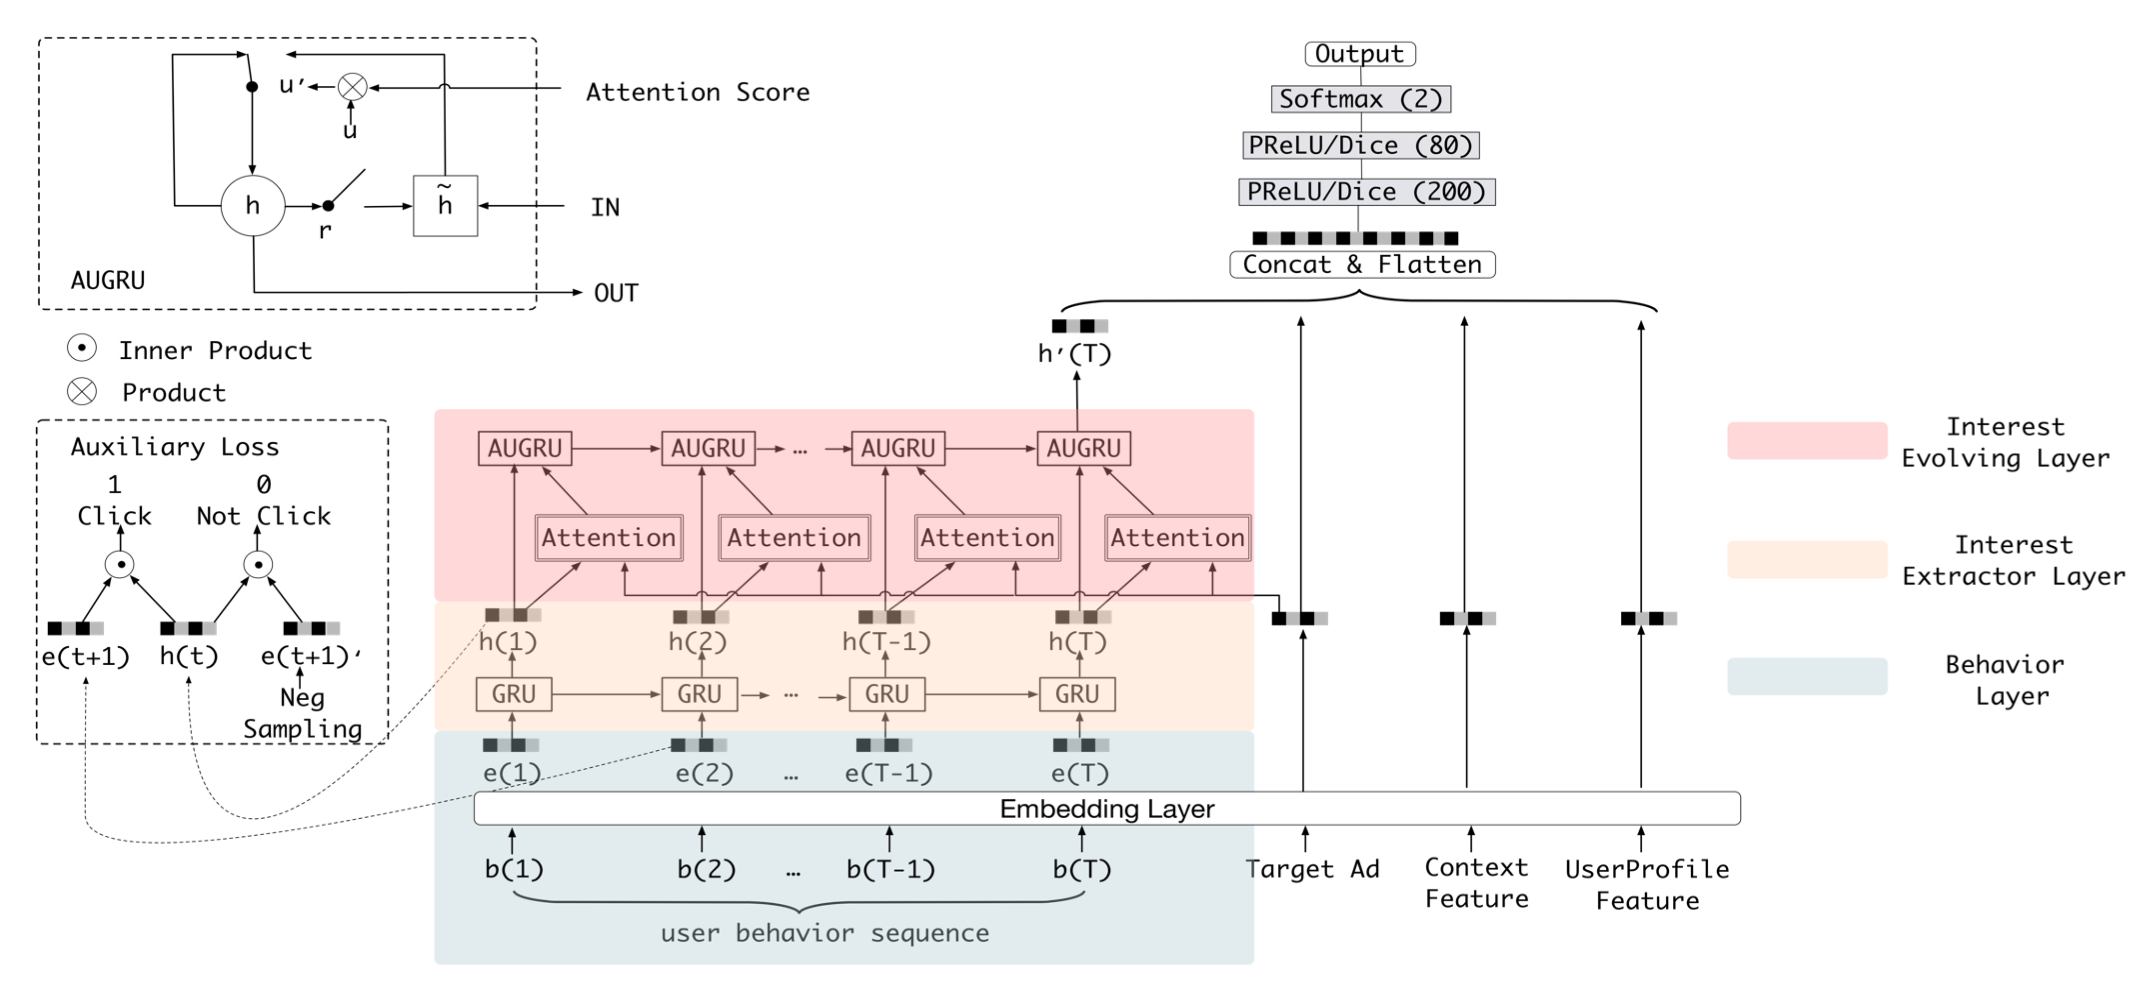 Attention Score
u′
u
h
r
h̃
IN
AUGRU
OUT
Inner Product
Product
Auxiliary Loss
1
0
Click
Not Click
e(t+1)
h(t)
e(t+1)′
Neg
Sampling
Output
Softmax (2)
PReLU/Dice (80)
PReLU/Dice (200)
Concat & Flatten
h′(T)
AUGRU
AUGRU
…
AUGRU
AUGRU
Attention
Attention
Attention
Attention
h(1)
h(2)
h(T-1)
h(T)
GRU
GRU
…
GRU
GRU
e(1)
e(2)
…
e(T-1)
e(T)
Embedding Layer
b(1)
b(2)
…
b(T-1)
b(T)
Target Ad
Context
Feature
UserProfile
Feature
user behavior sequence
Interest
Evolving Layer
Interest
Extractor Layer
Behavior
Layer